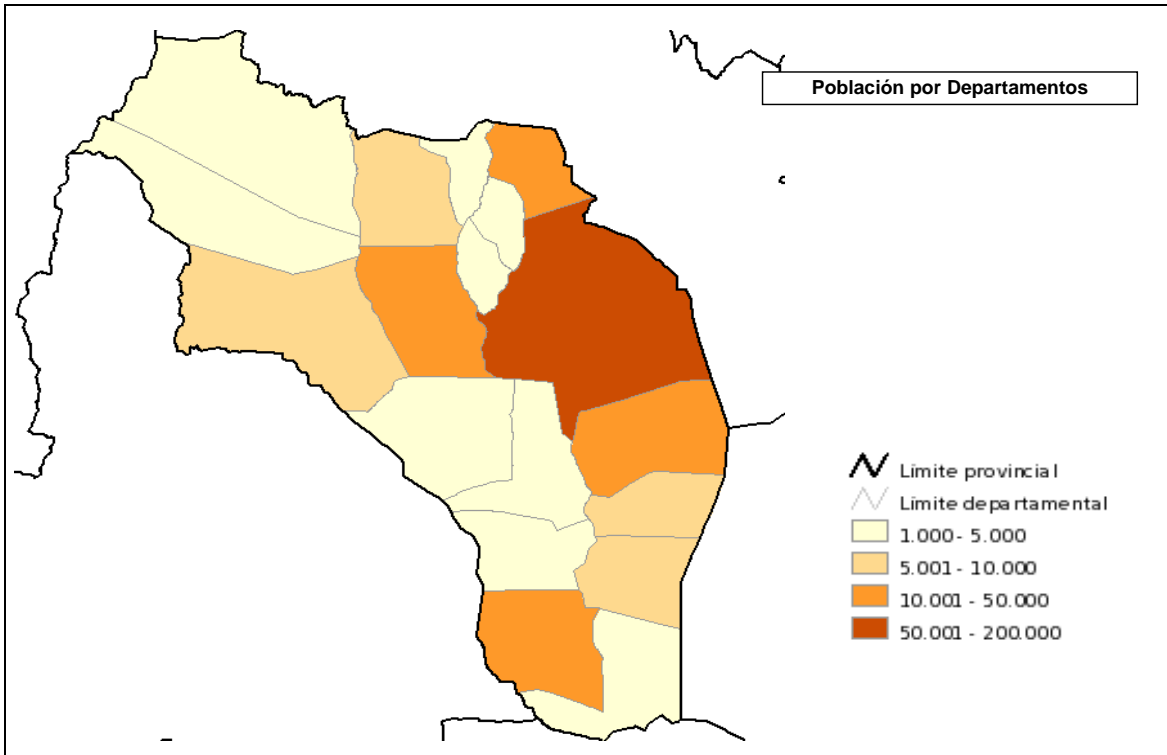 Población por Departamentos
Límite provincial
Límite departamental
1.000 - 5.000
5.001 - 10.000
10.001 - 50.000
50.001 - 200.000